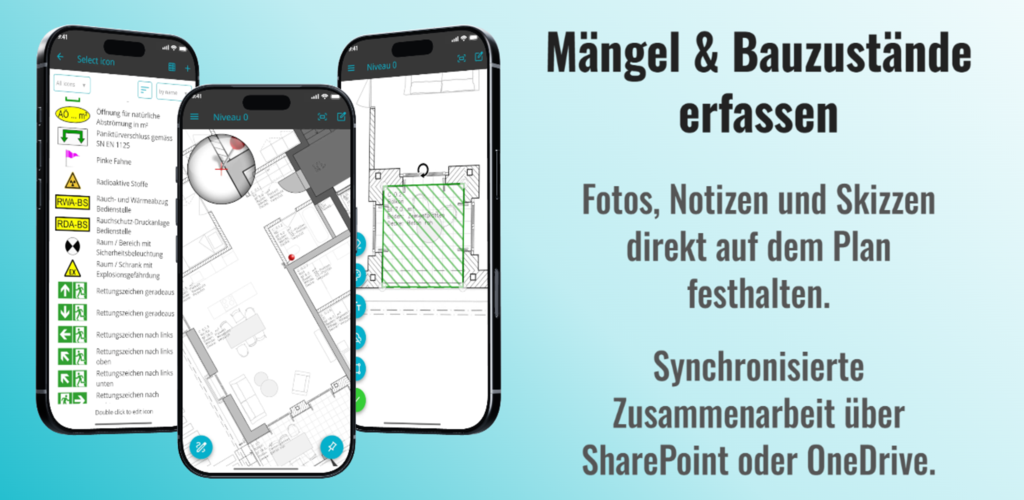 Mängel & Bauzustände
erfassen
Fotos, Notizen und Skizzen
direkt auf dem Plan
festhalten.
Synchronisierte
Zusammenarbeit über
SharePoint oder OneDrive.
Select icon
AÖ ... m²
Öffnung für natürliche
Abströmung in m²
Paniktürverschluss gemäss
SN EN 1125
Pinke Fahne
Radioaktive Stoffe
RWA-BS
Rauch- und Wärmeabzug
Bedienstelle
RDA-BS
Rauchschutz-Druckanlage
Bedienstelle
Raum / Bereich mit
Sicherheitsbeleuchtung
EX
Raum / Schrank mit
Explosionsgefährdung
Rettungszeichen geradeaus
Rettungszeichen geradeaus
Rettungszeichen nach links
Rettungszeichen nach links
oben
Rettungszeichen nach links
unten
Rettungszeichen nach
Double click to edit icon
Niveau 0
Niveau 0